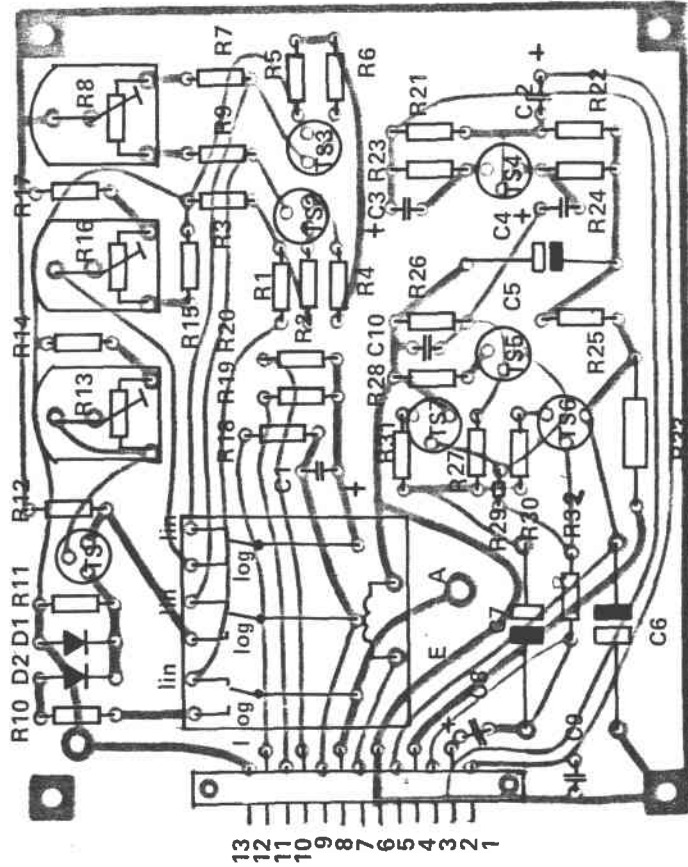 R8
R7
R5
R6
R9
R21
R22
C2
+
R23
R17
R16
TS3
TS4
TS2
R3
C3
+
C4
+
R24
R14
R15
R1
R4
R26
R2
R20
C5
C10
R25
R13
R19
R28
TS5
R18
TS7
TS6
R31
R27
C1
+
R12
R29
R30
R32
R11
lin
log
D1
lin
log
A
D2
lin
log
E
C7
C6
R10
C8
+
C9
13
12
11
10
9
8
7
6
5
4
3
2
1